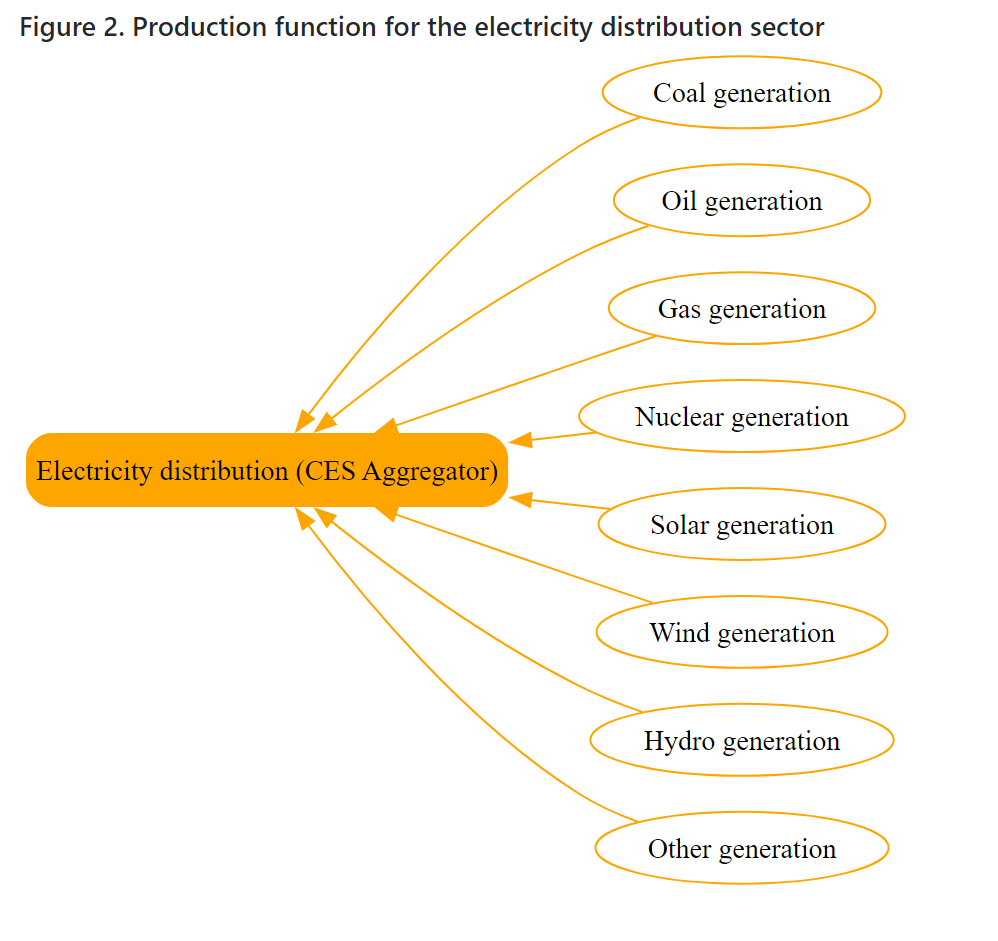 Figure 2. Production function for the electricity distribution sector
Coal generation
Oil generation
Gas generation
Nuclear generation
Electricity distribution (CES Aggregator)
Solar generation
Wind generation
Hydro generation
Other generation